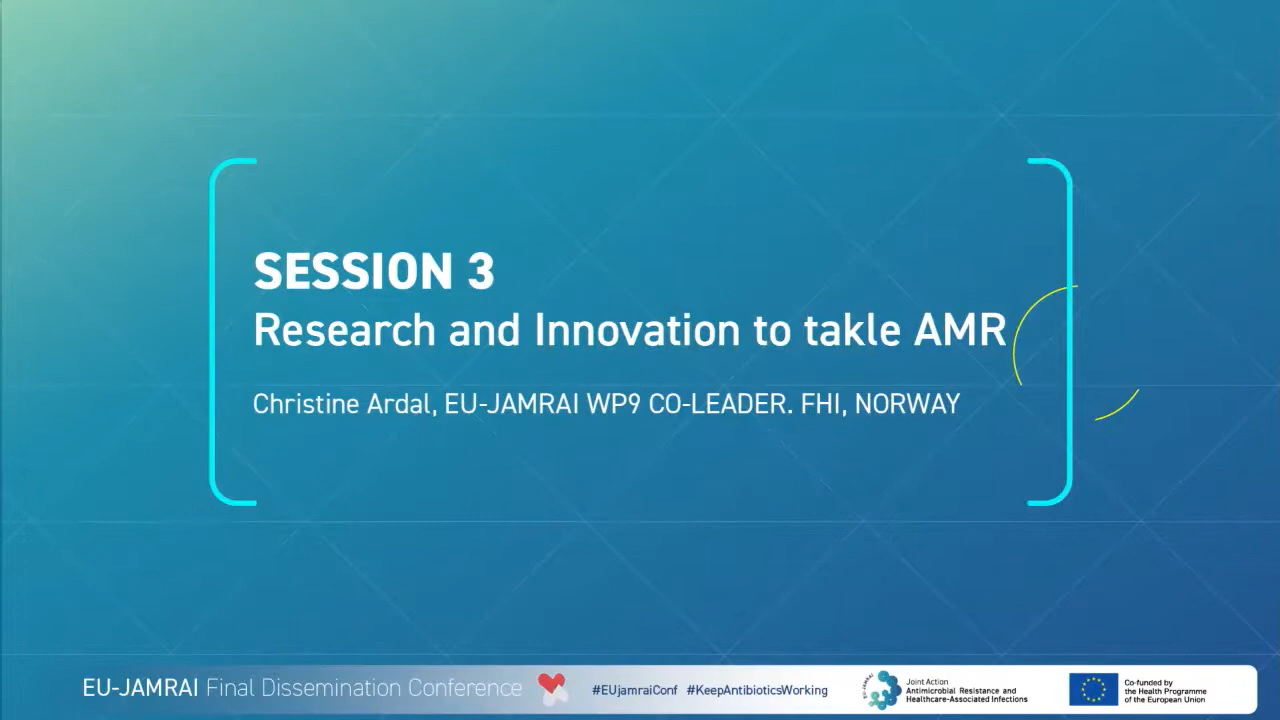 SESSION 3
Research and Innovation to takle AMR
Christine Ardal, EU-JAMRAI WP9 CO-LEADER. FHI, NORWAY
EU-JAMRAI Final Dissemination Conference
#EUjamraiConf #KeepAntibioticsWorking
EU-JAMRAI
Joint Action
Antimicrobial Resistance and
Healthcare-Associated Infections
Co-funded by
the Health Programme
of the European Union